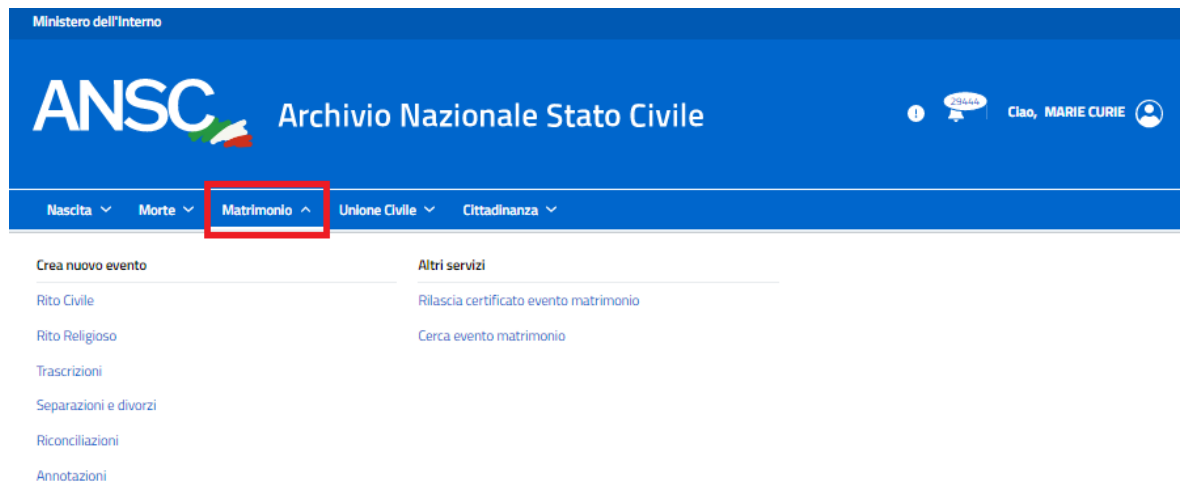 Ministero dell'Interno
ANSC Archivio Nazionale Stato Civile
29444
Ciao, MARIE CURIE
Nascita Morte Matrimonio Unione Civile Cittadinanza
Crea nuovo evento Altri servizi
Rito Civile Rilascia certificato evento matrimonio
Rito Religioso Cerca evento matrimonio
Trascrizioni
Separazioni e divorzi
Riconciliazioni
Annotazioni